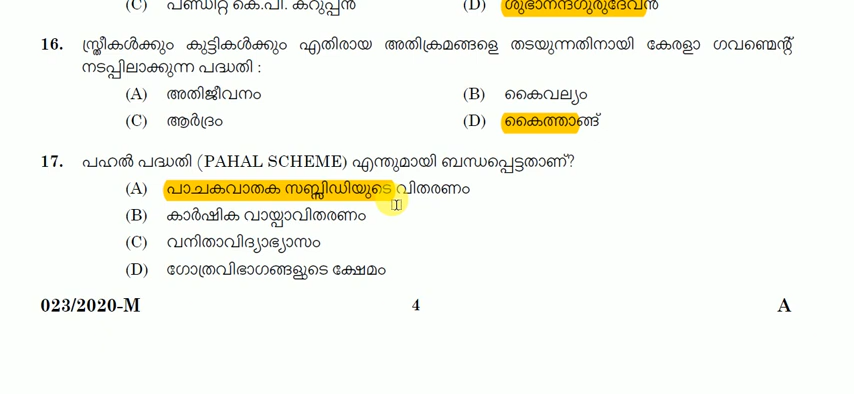 (C) പണ്ഡിറ്റ് കെ.പി. കറുപ്പൻ (D) ശുഭാനന്ദഗുരുദേവൻ
16. സ്ത്രീകൾക്കും കുട്ടികൾക്കും എതിരായ അതിക്രമങ്ങളെ തടയുന്നതിനായി കേരളാ ഗവണ്മെന്റ്
നടപ്പിലാക്കുന്ന പദ്ധതി :
(A) അതിജീവനം (B) കൈവല്യം
(C) ആർദ്രം (D) കൈത്താങ്ങ്
17. പഹൽ പദ്ധതി (PAHAL SCHEME) എന്തുമായി ബന്ധപ്പെട്ടതാണ്?
(A) പാചകവാതക സബ്സിഡിയുടെ വിതരണം
(B) കാർഷിക വായ്പാവിതരണം
(C) വനിതാവിദ്യാഭ്യാസം
(D) ഗോത്രവിഭാഗങ്ങളുടെ ക്ഷേമം
023/2020-M 4 A